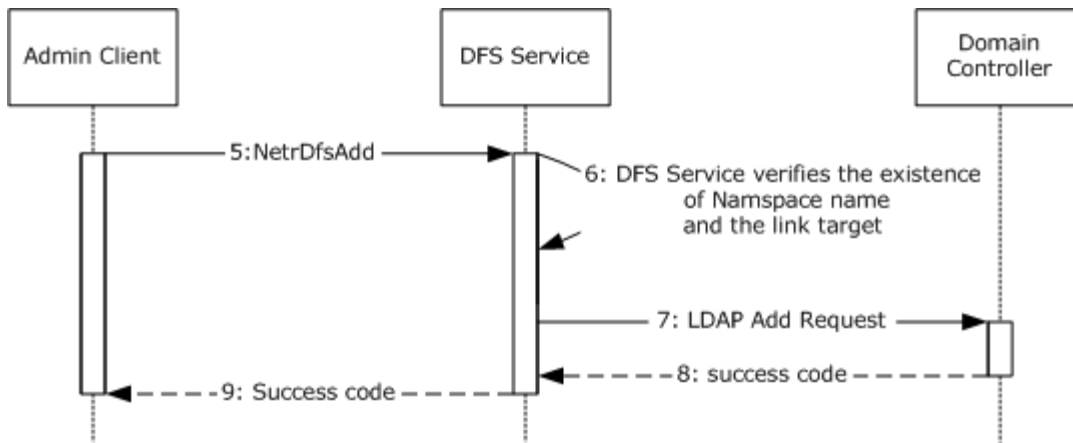 Admin Client
DFS Service
Domain
Controller
5:NetrDfsAdd
6: DFS Service verifies the existence
of Namspace name
and the link target
7: LDAP Add Request
8: success code
9: Success code